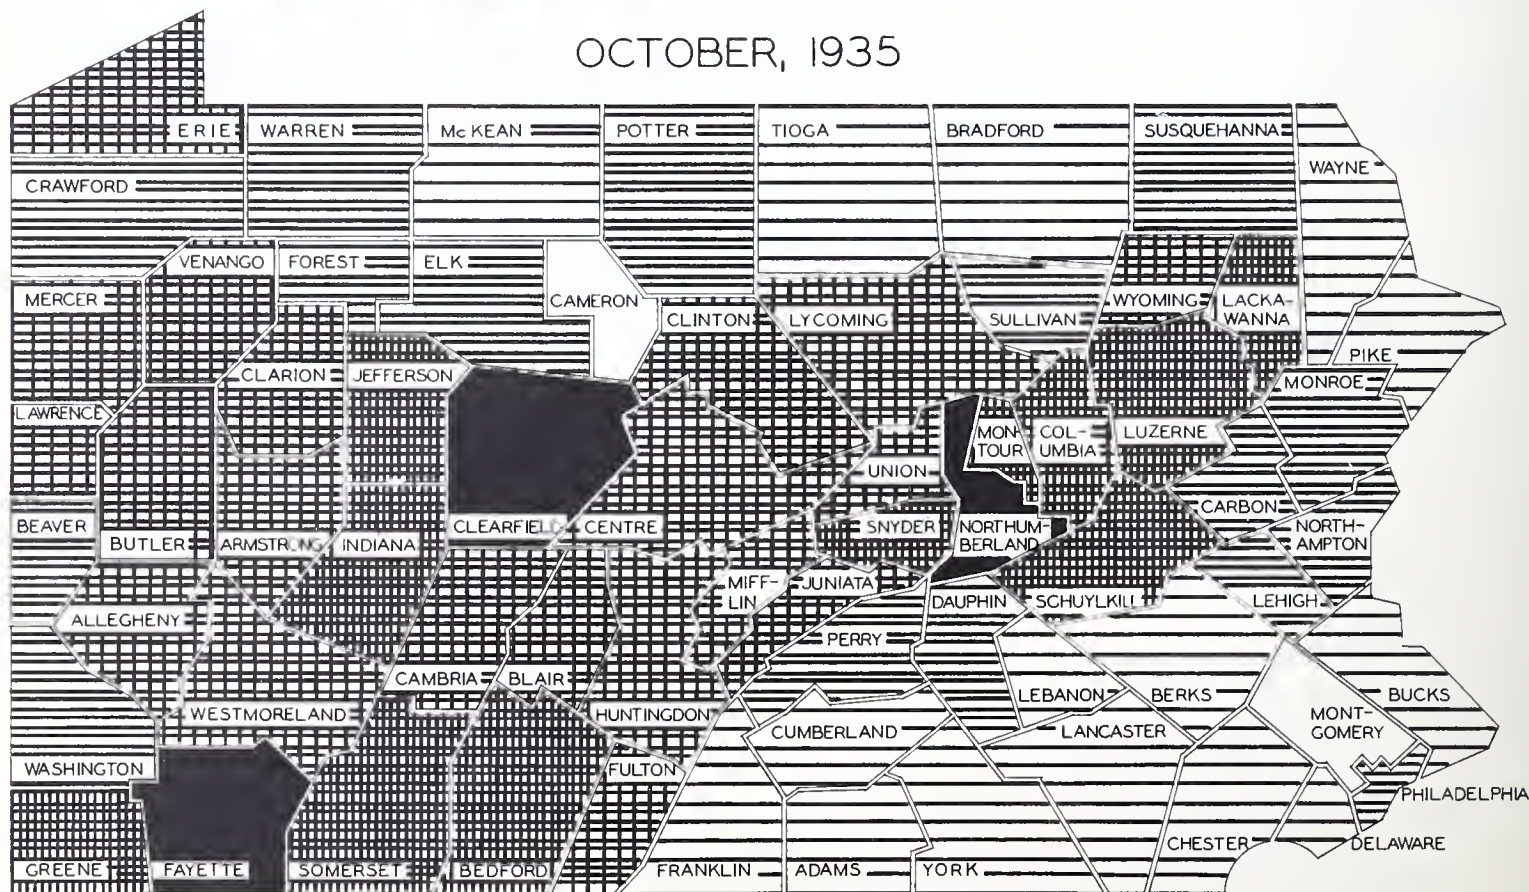 OCTOBER, 1935
ERIE
WARREN
McKEAN
POTTER
TIOGA
BRADFORD
SUSQUEHANNA
WAYNE
CRAWFORD
VENANGO
FOREST
ELK
CAMERON
MERCER
CLINTON
LYCOMING
SULLIVAN
WYOMING
LACKA-
WANNA
PIKE
CLARION
JEFFERSON
MONROE
LAWRENCE
MON-
TOUR
COL-
UMBIA
LUZERNE
UNION
CARBON
BEAVER
BUTLER
ARMSTRONG
INDIANA
CLEARFIELD
CENTRE
SNYDER
NORTHUM-
BERLAND
NORTH-
AMPTON
MIFF-
LIN
JUNIATA
DAUPHIN
SCHUYLKILL
LEHIGH
ALLEGHENY
PERRY
CAMBRIA
BLAIR
LEBANON
BERKS
BUCKS
WESTMORELAND
HUNTINGDON
CUMBERLAND
LANCASTER
MONT-
GOMERY
WASHINGTON
FULTON
PHILADELPHIA
GREENE
FAYETTE
SOMERSET
BEDFORD
FRANKLIN
ADAMS
YORK
CHESTER
DELAWARE